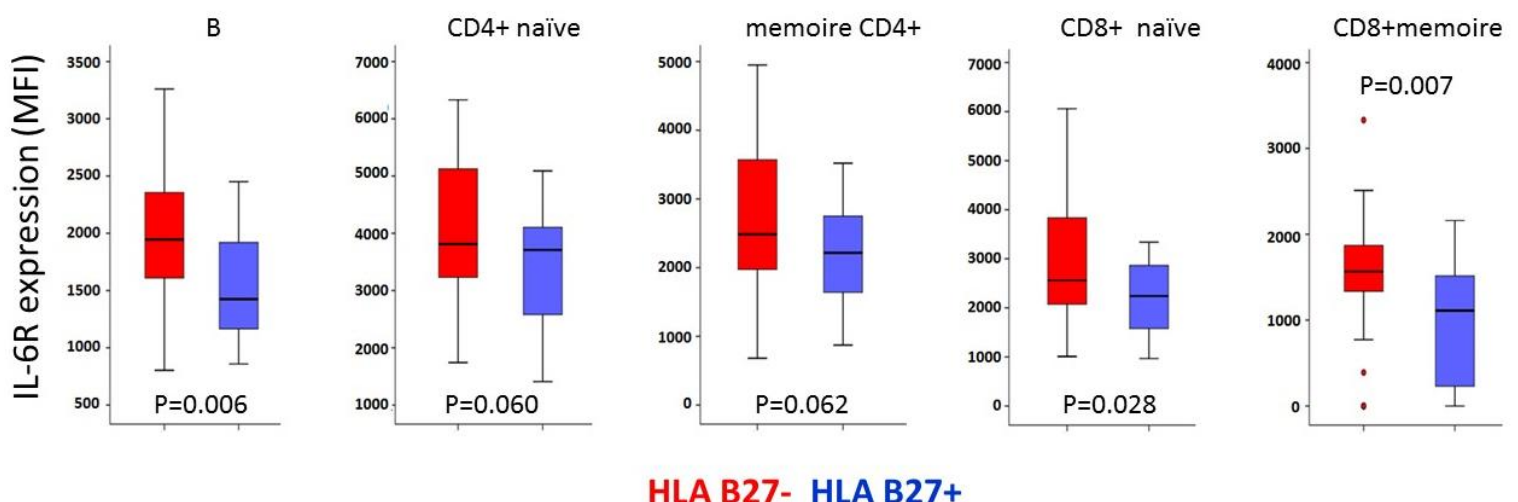 IL-6R expression (MFI)
B
3500
3000
2500
2000
1500
1000
500
P=0.006
CD4+ naïve
7000
6000
5000
4000
3000
2000
1000
P=0.060
memoire CD4+
5000
4000
3000
2000
1000
0
P=0.062
CD8+ naïve
7000
6000
5000
4000
3000
2000
1000
0
P=0.028
CD8+memoire
P=0.007
4000
3000
2000
1000
0
HLA B27- HLA B27+